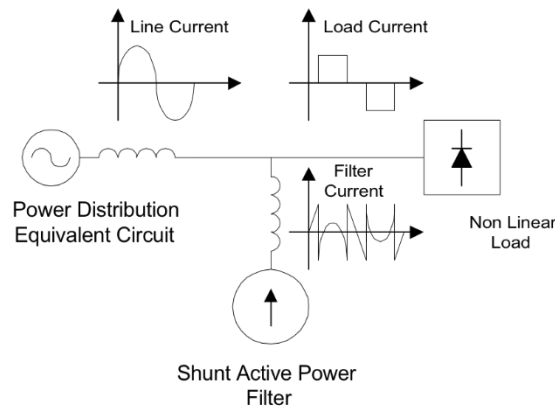 Line Current
Load Current
Filter
Current
Power Distribution
Equivalent Circuit
Non Linear
Load
Shunt Active Power
Filter